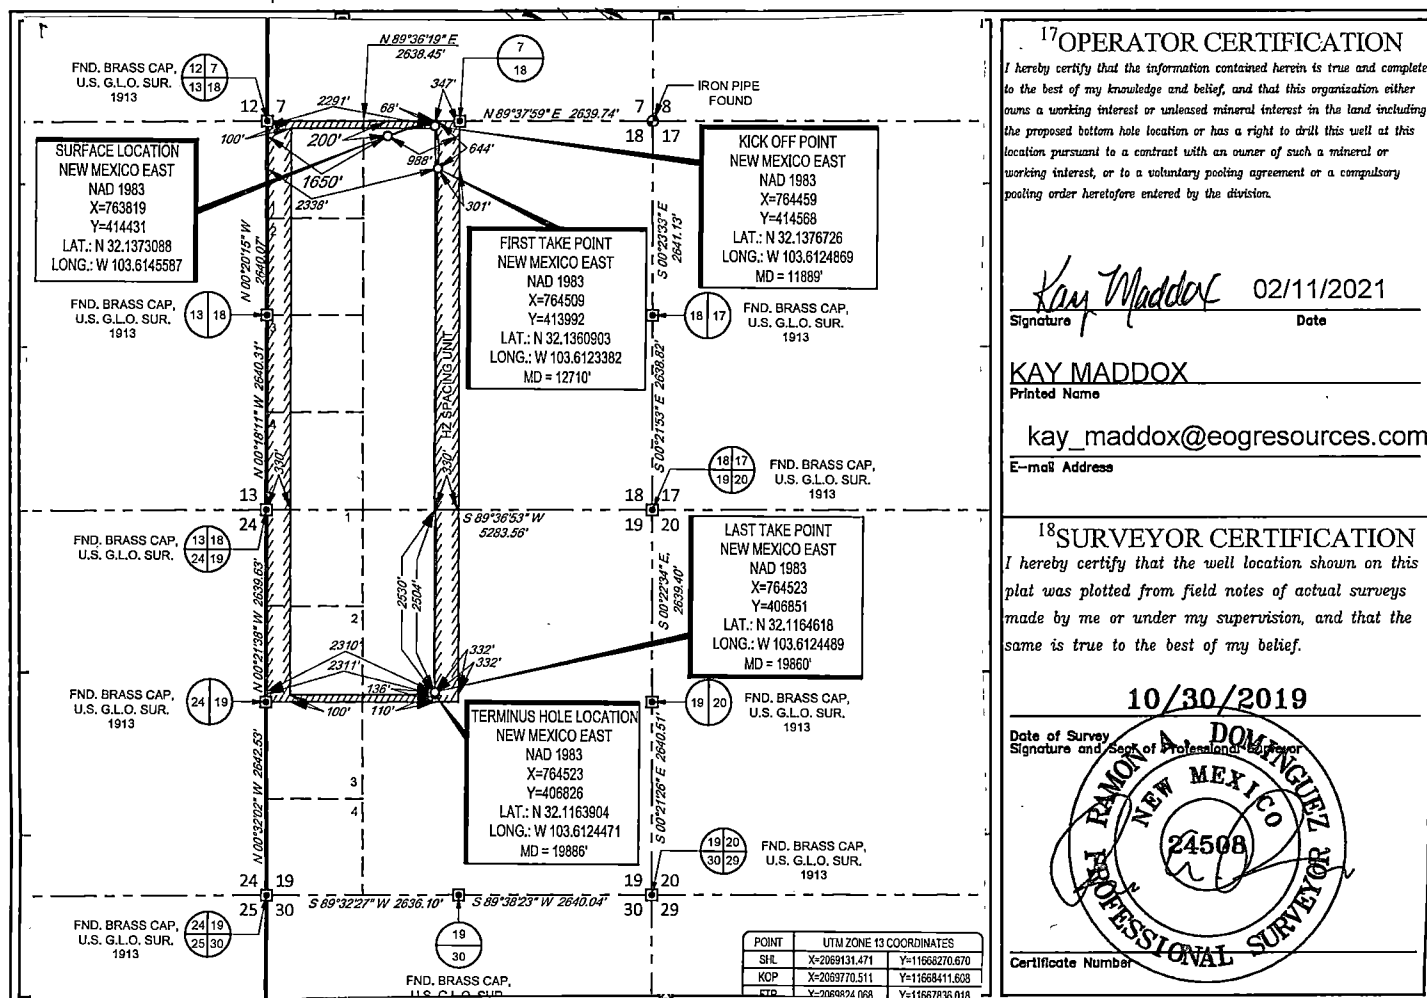 N 89°36'19" E
2638.45'
7
18
FND. BRASS CAP,
U.S. G.L.O. SUR.
1913
12 7
13 18
347'
IRON PIPE
FOUND
12 7
2291'
68'
N 89°37'59" E 2639.74'
7 8
18 17
100'
200'
988'
644'
1650'
2338'
301'
SURFACE LOCATION
NEW MEXICO EAST
NAD 1983
X=763819
Y=414431
LAT.: N 32.1373088
LONG.: W 103.6145587
KICK OFF POINT
NEW MEXICO EAST
NAD 1983
X=764459
Y=414568
LAT.: N 32.1376726
LONG.: W 103.6124869
MD = 11889'
FIRST TAKE POINT
NEW MEXICO EAST
NAD 1983
X=764509
Y=413992
LAT.: N 32.1360903
LONG.: W 103.6123382
MD = 12710'
N 00°20'15" W
2640.07'
S 00°23'33" E
2641.13'
1
2
FND. BRASS CAP,
U.S. G.L.O. SUR.
1913
13 18
3
18 17
FND. BRASS CAP,
U.S. G.L.O. SUR.
1913
N 00°18'11" W 2640.31'
4
330'
HZ SPACING UNIT
330'
S 00°21'53" E 2638.82'
18 17
19 20
FND. BRASS CAP,
U.S. G.L.O. SUR.
1913
13
24
18 17
19 20
FND. BRASS CAP,
U.S. G.L.O. SUR.
13 18
24 19
1
S 89°36'53" W
5283.56'
LAST TAKE POINT
NEW MEXICO EAST
NAD 1983
X=764523
Y=406851
LAT.: N 32.1164618
LONG.: W 103.6124489
MD = 19860'
N 00°21'38" W 2639.63'
2530'
2504'
S 00°22'34" E,
2639.40'
2
2310'
2311'
136'
332'
332'
100'
110'
FND. BRASS CAP,
U.S. G.L.O. SUR.
1913
24 19
19 20
FND. BRASS CAP,
U.S. G.L.O. SUR.
1913
TERMINUS HOLE LOCATION
NEW MEXICO EAST
NAD 1983
X=764523
Y=406826
LAT.: N 32.1163904
LONG.: W 103.6124471
MD = 19886'
N 00°32'02" W 2642.53'
3
4
S 00°21'26" E 2640.51'
19 20
30 29
FND. BRASS CAP,
U.S. G.L.O. SUR.
1913
24 19
25 30
S 89°32'27" W 2636.10'
S 89°38'23" W 2640.04'
19 20
30 29
FND. BRASS CAP,
U.S. G.L.O. SUR.
1913
24 19
25 30
19
30
FND. BRASS CAP,
U.S. G.L.O. SUR.
POINT UTM ZONE 13 COORDINATES
SHL X=2069131.471 Y=11668270.670
KOP X=2069770.511 Y=11668411.608
FTP X=2069824.068 Y=11667836.018
17 OPERATOR CERTIFICATION
I hereby certify that the information contained herein is true and complete
to the best of my knowledge and belief, and that this organization either
owns a working interest or unleased mineral interest in the land including
the proposed bottom hole location or has a right to drill this well at this
location pursuant to a contract with an owner of such a mineral or
working interest, or to a voluntary pooling agreement or a compulsory
pooling order heretofore entered by the division.
Kay Maddox 02/11/2021
Signature Date
KAY MADDOX
Printed Name
kay_maddox@eogresources.com
E-mail Address
18 SURVEYOR CERTIFICATION
I hereby certify that the well location shown on this
plat was plotted from field notes of actual surveys
made by me or under my supervision, and that the
same is true to the best of my belief.
10/30/2019
Date of Survey
Signature and Seal of Professional Surveyor
RAMON A. DOMINGUEZ
NEW MEXICO
24508
PROFESSIONAL SURVEYOR
Certificate Number